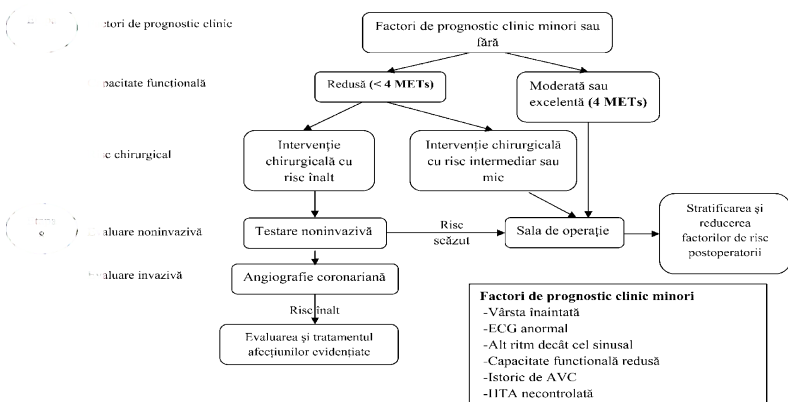 ctori de prognostic clinic
Factori de prognostic clinic minori sau
fără
pacitate funcțională
Redusă (< 4 METs)
Moderată sau
excelentă (4 METs)
sc chirurgical
Intervenție
chirurgicală cu
risc înalt
Intervenție chirurgicală
cu risc intermediar sau
mic
aluare noninvazivă
Testare noninvazivă
Risc
scăzut
Sala de operație
Stratificarea și
reducerea
factorilor de risc
postoperatorii
aluare invazivă
Angiografie coronariană
Risc înalt
Evaluarea și tratamentul
afecțiunilor evidențiate
Factori de prognostic clinic minori
-Vârsta înaintată
-ECG anormal
-Alt ritm decât cel sinusal
-Capacitate funcțională redusă
-Istoric de AVC
-HTA necontrolată